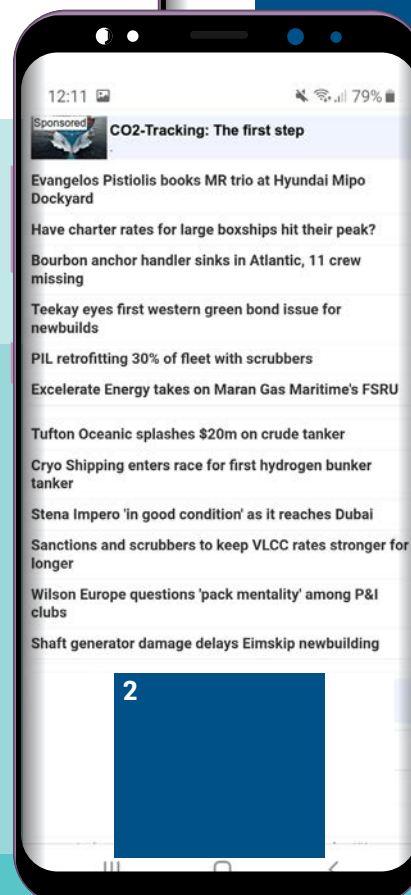 12:11 79%
Sponsored
CO2-Tracking: The first step
Evangelos Pistiolis books MR trio at Hyundai Mipo
Dockyard
Have charter rates for large boxships hit their peak?
Bourbon anchor handler sinks in Atlantic, 11 crew
missing
Teekay eyes first western green bond issue for
newbuilds
PIL retrofitting 30% of fleet with scrubbers
Excelerate Energy takes on Maran Gas Maritime's FSRU
Tufton Oceanic splashes $20m on crude tanker
Cryo Shipping enters race for first hydrogen bunker
tanker
Stena Impero 'in good condition' as it reaches Dubai
Sanctions and scrubbers to keep VLCC rates stronger for
longer
Wilson Europe questions 'pack mentality' among P&I
clubs
Shaft generator damage delays Eimskip newbuilding
2